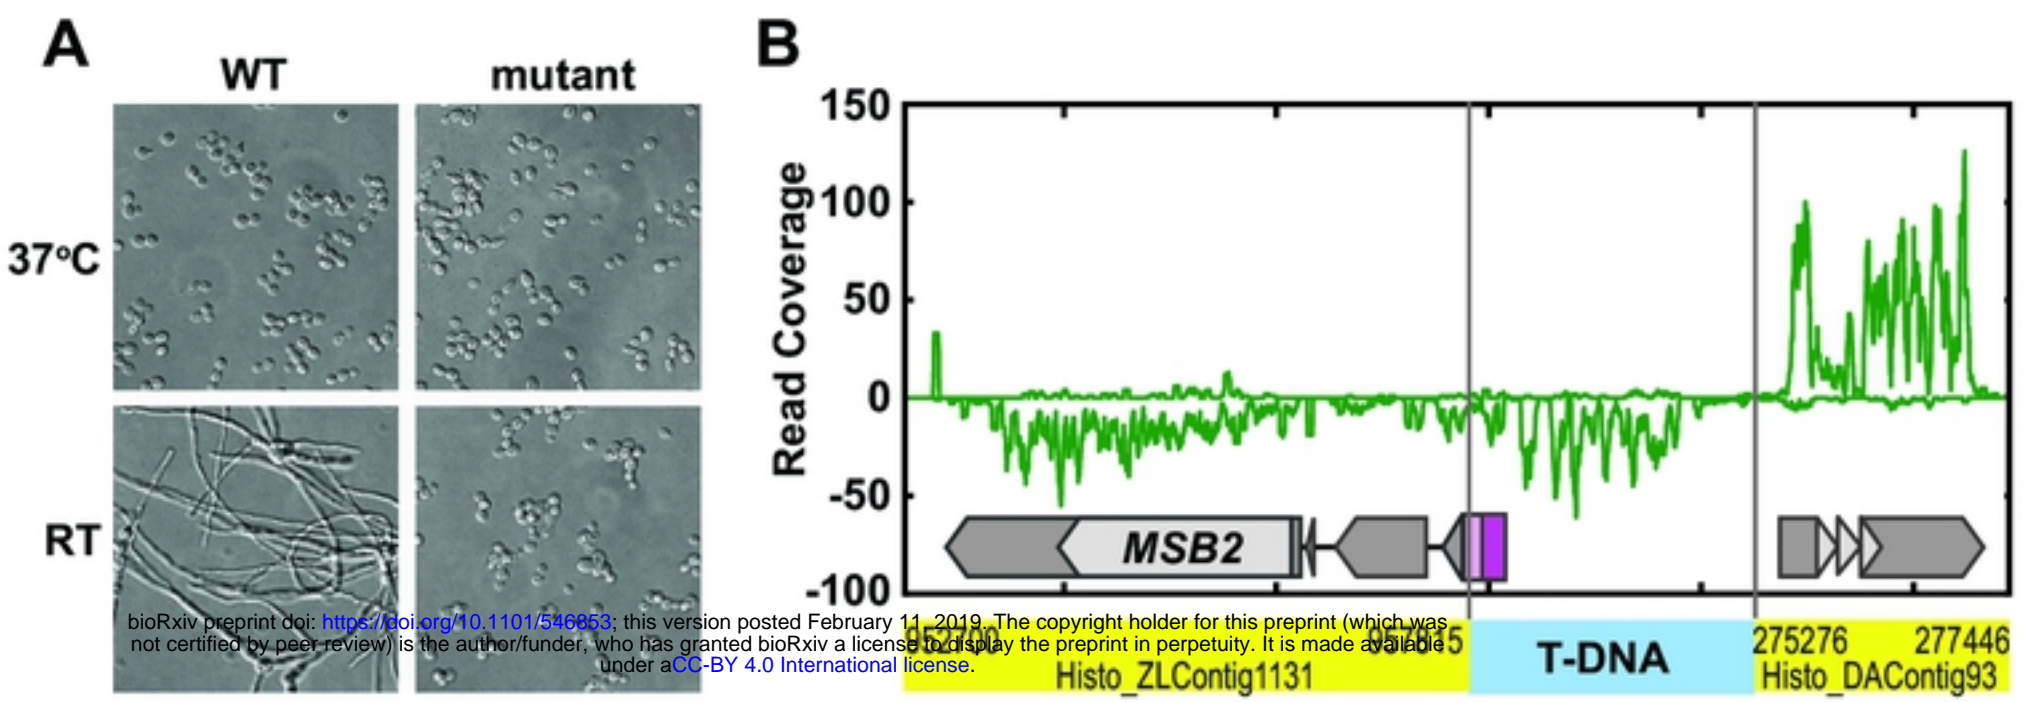 A
B
WT
mutant
37°C
RT
Read Coverage
150
100
50
0
-50
-100
MSB2
bioRxiv preprint doi: https://doi.org/10.1101/546853; this version posted February 11, 2019. The copyright holder for this preprint (which was
not certified by peer review) is the author/funder, who has granted bioRxiv a license to display the preprint in perpetuity. It is made available
under aCC-BY 4.0 International license.
952700
957815
Histo_ZLContig1131
T-DNA
275276
277446
Histo_DAContig93